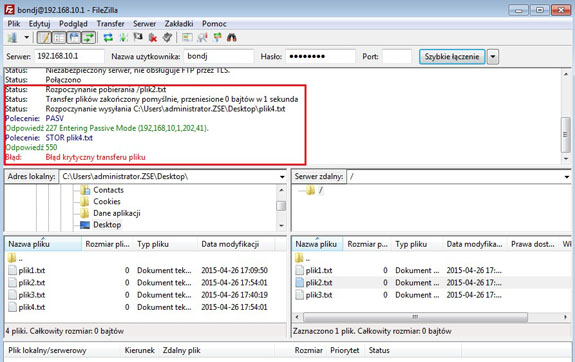 bondj@192.168.10.1 - FileZilla
Plik Edytuj Podgląd Transfer Serwer Zakładki Pomoc
Serwer: 192.168.10.1 Nazwa użytkownika: bondj Hasło: ●●●●●●●● Port: Szybkie łączenie
Status: Niezabezpieczony serwer, nie obsługuje FTP przez TLS.
Status: Połączono
Status: Rozpoczynanie pobierania /plik2.txt
Status: Transfer plików zakończony pomyślnie, przeniesione 0 bajtów w 1 sekunda
Status: Rozpoczynanie wysyłania C:\Users\administrator.ZSE\Desktop\plik4.txt
Polecenie: PASV
Odpowiedź 227 Entering Passive Mode (192,168,10,1,202,41).
Polecenie: STOR plik4.txt
Odpowiedź 550
Błąd: Błąd krytyczny transferu pliku
Adres lokalny: C:\Users\administrator.ZSE\Desktop\
Contacts
Cookies
Dane aplikacji
Desktop
Serwer zdalny: /
/
Nazwa pliku Rozmiar pli... Typ pliku Data modyfikacji
..
plik1.txt 0 Dokument tek... 2015-04-26 17:09:50
plik2.txt 0 Dokument tek... 2015-04-26 17:54:01
plik3.txt 0 Dokument tek... 2015-04-26 17:40:19
plik4.txt 0 Dokument tek... 2015-04-26 17:54:01
4 pliki. Całkowity rozmiar: 0 bajtów
Nazwa pliku Rozmiar p... Typ pliku Data modyfika... Prawa dost... Wł
..
plik1.txt 0 Dokument ... 2015-04-26 17:...
plik2.txt 0 Dokument ... 2015-04-26 17:...
plik3.txt 0 Dokument ... 2015-04-26 17:...
Zaznaczono 1 plik. Całkowity rozmiar: 0 bajtów
Plik lokalny/serwerowy Kierunek Zdalny plik Rozmiar Priorytet Status